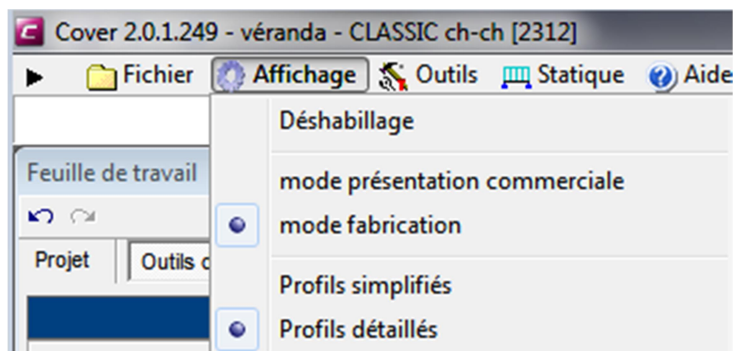 Cover 2.0.1.249 - véranda - CLASSIC ch-ch [2312]
Fichier Affichage Outils Statique Aide
Déshabillage
Feuille de travail
mode présentation commerciale
mode fabrication
Projet Outils
Profils simplifiés
Profils détaillés